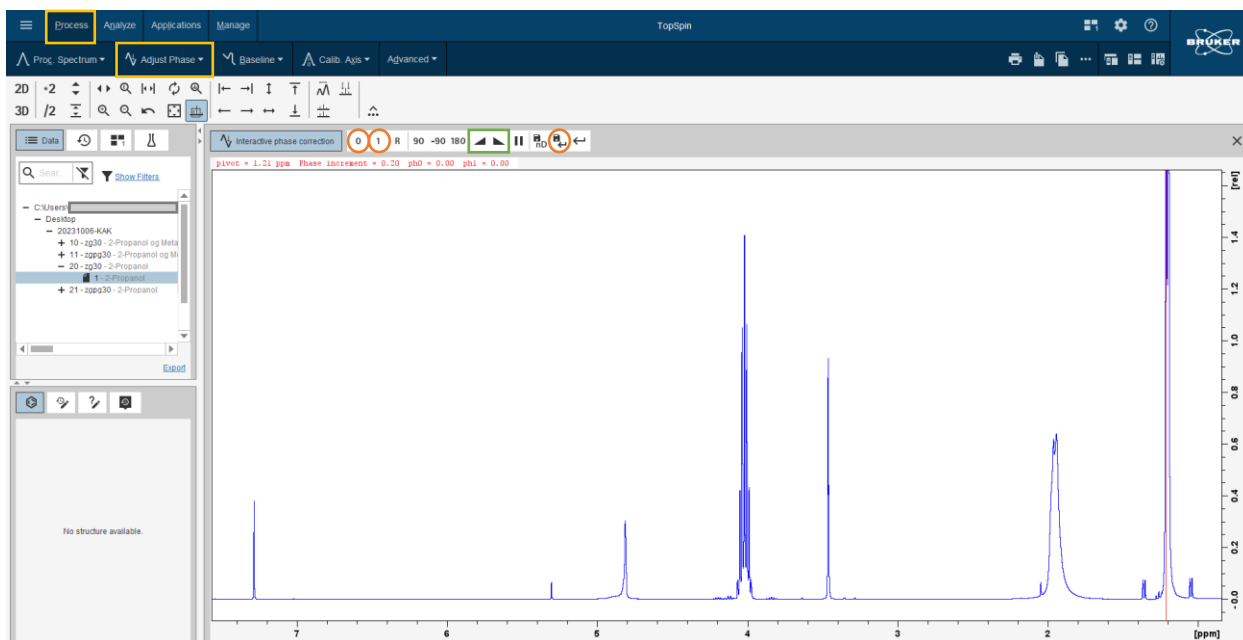 Process Analyze Applications Manage TopSpin
BRUKER
Proc. Spectrum Adjust Phase Baseline Calib. Axis Advanced
2D *2
3D /2
Data
Interactive phase correction 0 1 R 90 -90 180 nD
pivot = 1.21 ppm Phase increment = 0.20 ph0 = 0.00 ph1 = 0.00
Sear... Show Filters
C:\Users\
Desktop
20231006-KAK
10 - zg30 - 2-Propanol og Meta
11 - zgpg30 - 2-Propanol og M
20 - zg30 - 2-Propanol
1 - 2-Propanol
21 - zgpg30 - 2-Propanol
Export
No structure available.
[rel]
1.4
1.2
1.0
0.8
0.6
0.4
0.2
-0.0
7 6 5 4 3 2 [ppm]